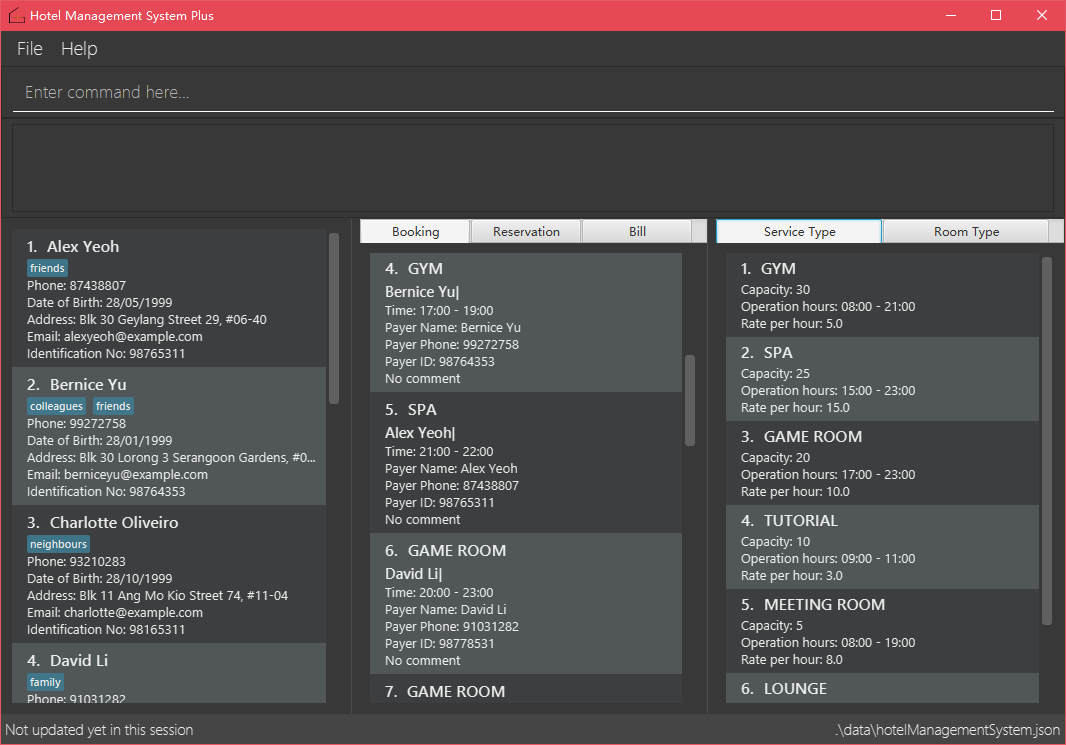 Hotel Management System Plus
File Help
Enter command here...
1. Alex Yeoh
friends
Phone: 87438807
Date of Birth: 28/05/1999
Address: Blk 30 Geylang Street 29, #06-40
Email: alexyeoh@example.com
Identification No: 98765311
2. Bernice Yu
colleagues friends
Phone: 99272758
Date of Birth: 28/01/1999
Address: Blk 30 Lorong 3 Serangoon Gardens, #0...
Email: berniceyu@example.com
Identification No: 98764353
3. Charlotte Oliveiro
neighbours
Phone: 93210283
Date of Birth: 28/10/1999
Address: Blk 11 Ang Mo Kio Street 74, #11-04
Email: charlotte@example.com
Identification No: 98165311
4. David Li
family
Phone: 91031282
Booking Reservation Bill
4. GYM
Bernice Yu|
Time: 17:00 - 19:00
Payer Name: Bernice Yu
Payer Phone: 99272758
Payer ID: 98764353
No comment
5. SPA
Alex Yeoh|
Time: 21:00 - 22:00
Payer Name: Alex Yeoh
Payer Phone: 87438807
Payer ID: 98765311
No comment
6. GAME ROOM
David Li|
Time: 20:00 - 23:00
Payer Name: David Li
Payer Phone: 91031282
Payer ID: 98778531
No comment
7. GAME ROOM
Service Type Room Type
1. GYM
Capacity: 30
Operation hours: 08:00 - 21:00
Rate per hour: 5.0
2. SPA
Capacity: 25
Operation hours: 15:00 - 23:00
Rate per hour: 15.0
3. GAME ROOM
Capacity: 20
Operation hours: 17:00 - 23:00
Rate per hour: 10.0
4. TUTORIAL
Capacity: 10
Operation hours: 09:00 - 11:00
Rate per hour: 3.0
5. MEETING ROOM
Capacity: 5
Operation hours: 08:00 - 19:00
Rate per hour: 8.0
6. LOUNGE
Not updated yet in this session
.\data\hotelManagementSystem.json